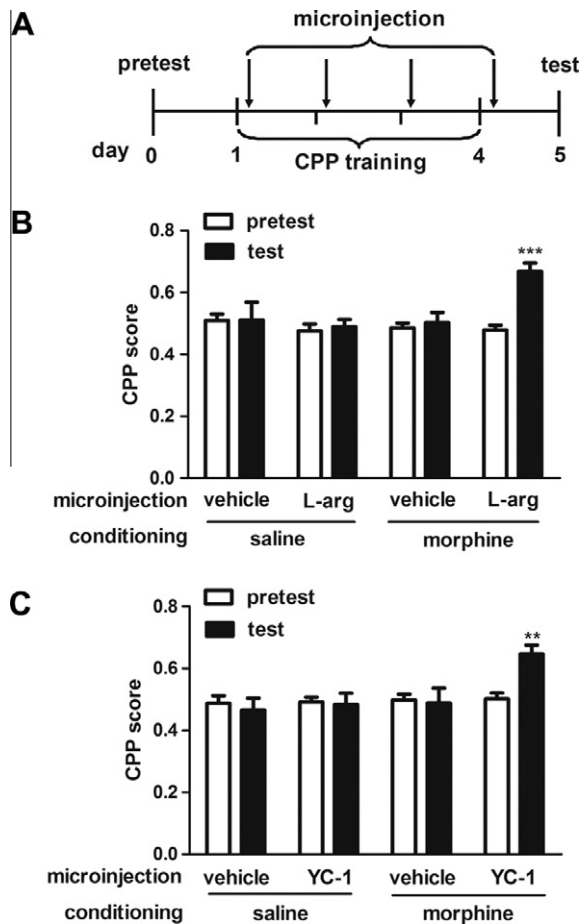 A
microinjection
pretest
test
day
0
1
CPP training
4
5
B
pretest
test
CPP score
0.8
0.6
0.4
0.2
0.0
***
microinjection vehicle L-arg vehicle L-arg
conditioning saline morphine
C
pretest
test
CPP score
0.8
0.6
0.4
0.2
0.0
**
microinjection vehicle YC-1 vehicle YC-1
conditioning saline morphine